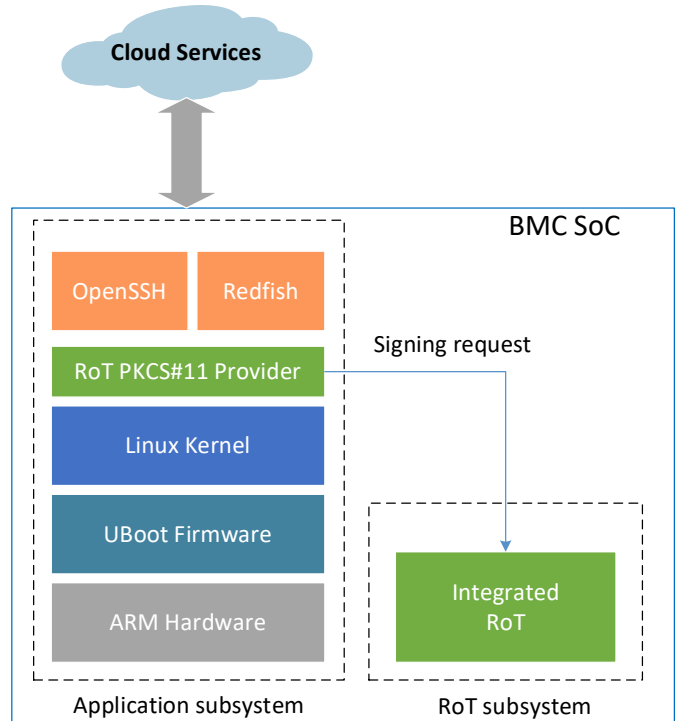 Cloud Services
BMC SoC
OpenSSH
Redfish
RoT PKCS#11 Provider
Signing request
Linux Kernel
UBoot Firmware
ARM Hardware
Integrated
RoT
Application subsystem
RoT subsystem